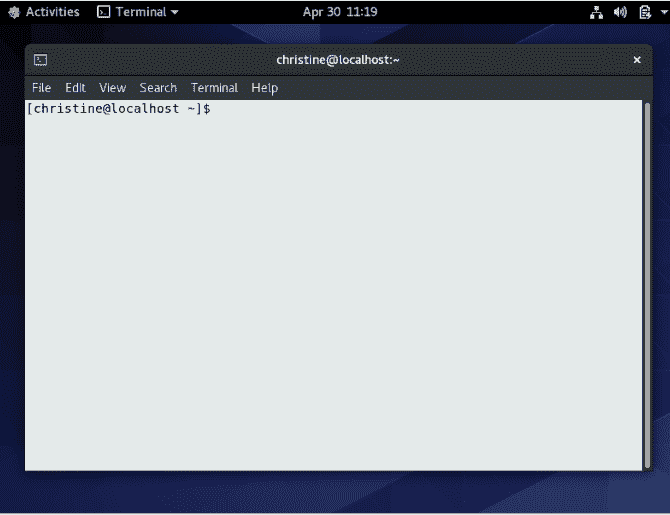 Activities Terminal Apr 30 11:19
christine@localhost:~
File Edit View Search Terminal Help
[christine@localhost ~]$